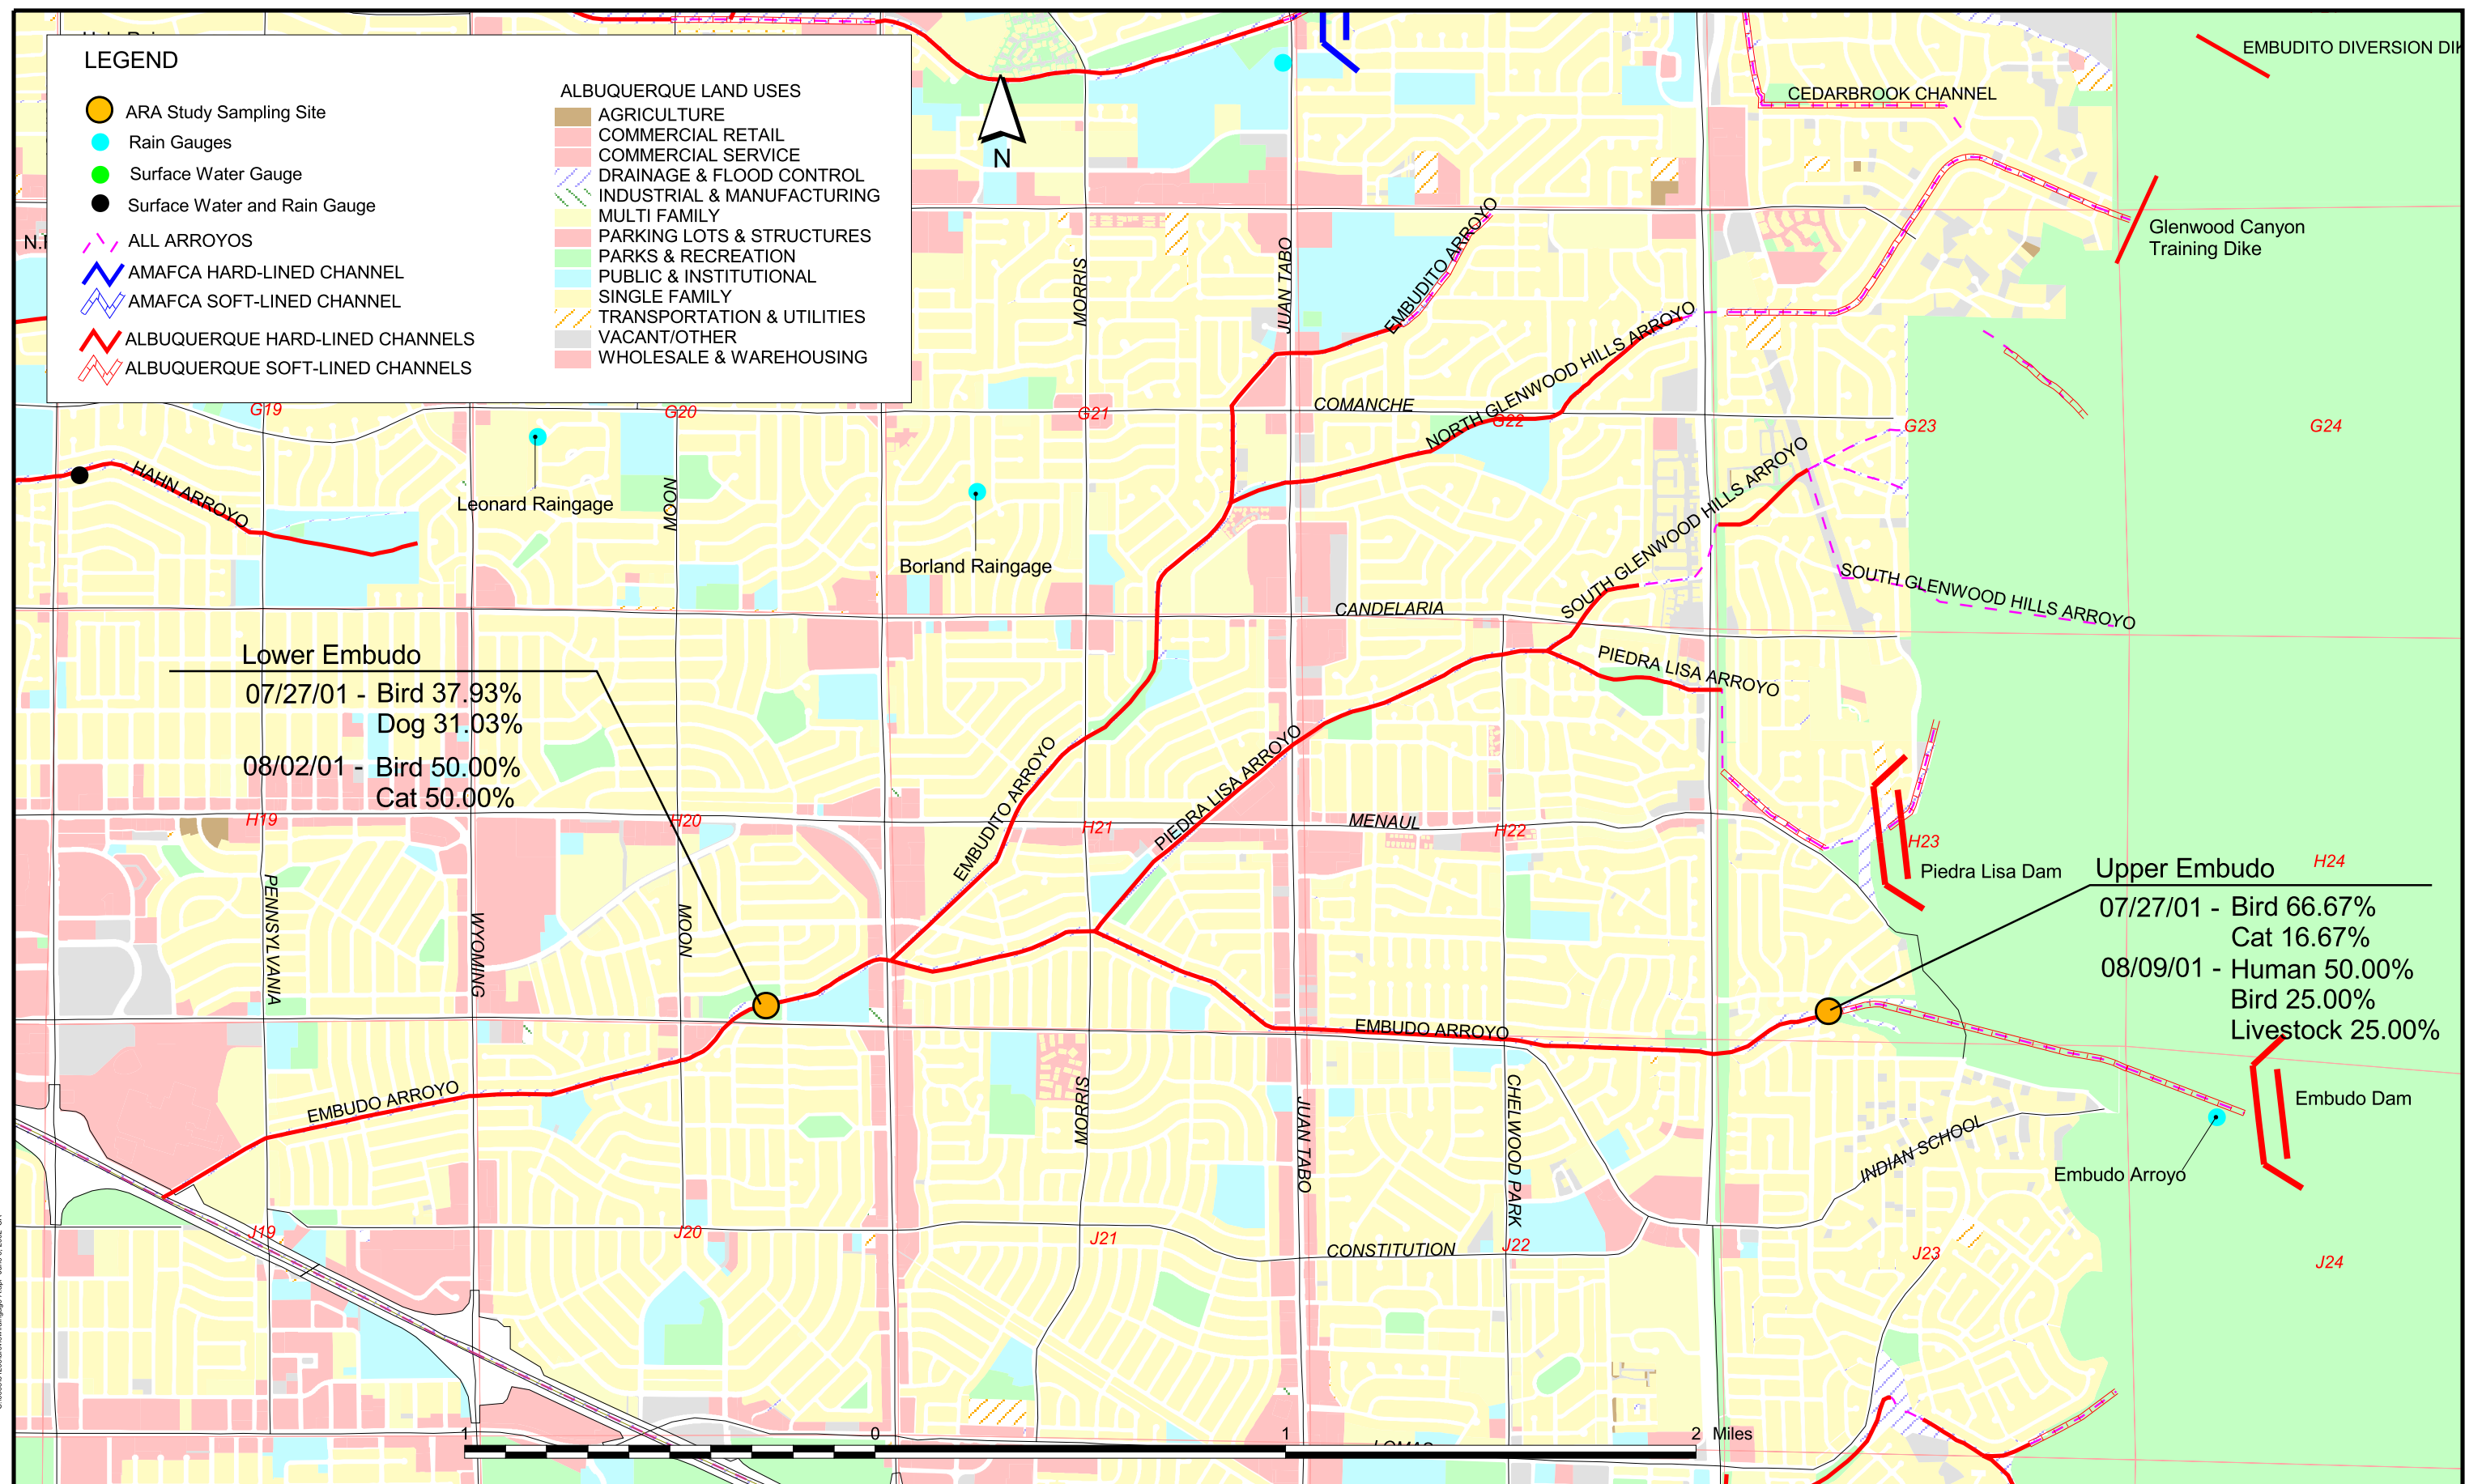 LEGEND
ARA Study Sampling Site
Rain Gauges
Surface Water Gauge
Surface Water and Rain Gauge
ALL ARROYOS
AMAFCA HARD-LINED CHANNEL
AMAFCA SOFT-LINED CHANNEL
ALBUQUERQUE HARD-LINED CHANNELS
ALBUQUERQUE SOFT-LINED CHANNELS
ALBUQUERQUE LAND USES
AGRICULTURE
COMMERCIAL RETAIL
COMMERCIAL SERVICE
DRAINAGE & FLOOD CONTROL
INDUSTRIAL & MANUFACTURING
MULTI FAMILY
PARKING LOTS & STRUCTURES
PARKS & RECREATION
PUBLIC & INSTITUTIONAL
SINGLE FAMILY
TRANSPORTATION & UTILITIES
VACANT/OTHER
WHOLESALE & WAREHOUSING
N
EMBUDITO DIVERSION DIK
CEDARBROOK CHANNEL
Glenwood Canyon
Training Dike
MORRIS
JUAN TABO
EMBUDITO ARROYO
NORTH GLENWOOD HILLS ARROYO
COMANCHE
G19
G20
G21
G22
G23
G24
HAHN ARROYO
Leonard Raingage
MOON
Borland Raingage
SOUTH GLENWOOD HILLS ARROYO
SOUTH GLENWOOD HILLS ARROYO
CANDELARIA
PIEDRA LISA ARROYO
Lower Embudo
07/27/01 - Bird 37.93%
Dog 31.03%
08/02/01 - Bird 50.00%
Cat 50.00%
EMBUDITO ARROYO
PIEDRA LISA ARROYO
MENAUL
H19
H20
H21
H22
H23
H24
Piedra Lisa Dam
Upper Embudo
07/27/01 - Bird 66.67%
Cat 16.67%
08/09/01 - Human 50.00%
Bird 25.00%
Livestock 25.00%
PENNSYLVANIA
WYOMING
MOON
EMBUDO ARROYO
EMBUDO ARROYO
MORRIS
JUAN TABO
CHELWOOD PARK
INDIAN SCHOOL
Embudo Dam
Embudo Arroyo
CONSTITUTION
J19
J20
J21
J22
J23
J24
LOMAS
1 0 1 2 Miles